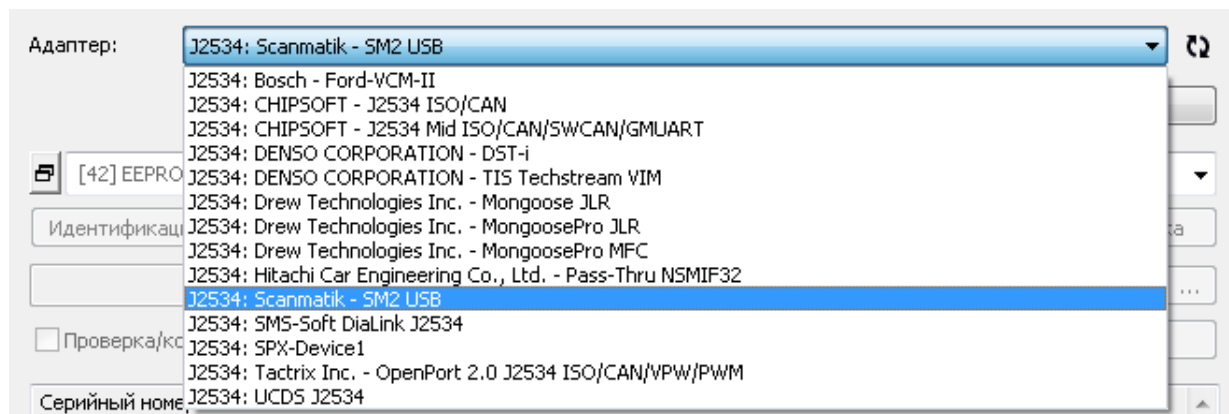 Адаптер:
J2534: Scanmatik - SM2 USB
J2534: Bosch - Ford-VCM-II
J2534: CHIPSOFT - J2534 ISO/CAN
J2534: CHIPSOFT - J2534 Mid ISO/CAN/SWCAN/GMUART
J2534: DENSO CORPORATION - DST-i
[42] EEPRO
J2534: DENSO CORPORATION - TIS Techstream VIM
J2534: Drew Technologies Inc. - Mongoose JLR
Идентификаци
J2534: Drew Technologies Inc. - MongoosePro JLR
ка
J2534: Drew Technologies Inc. - MongoosePro MFC
J2534: Hitachi Car Engineering Co., Ltd. - Pass-Thru NSMIF32
J2534: Scanmatik - SM2 USB
...
J2534: SMS-Soft DiaLink J2534
Проверка/ко
J2534: SPX-Device1
J2534: Tactrix Inc. - OpenPort 2.0 J2534 ISO/CAN/VPW/PWM
Серийный номе
J2534: UCDS J2534